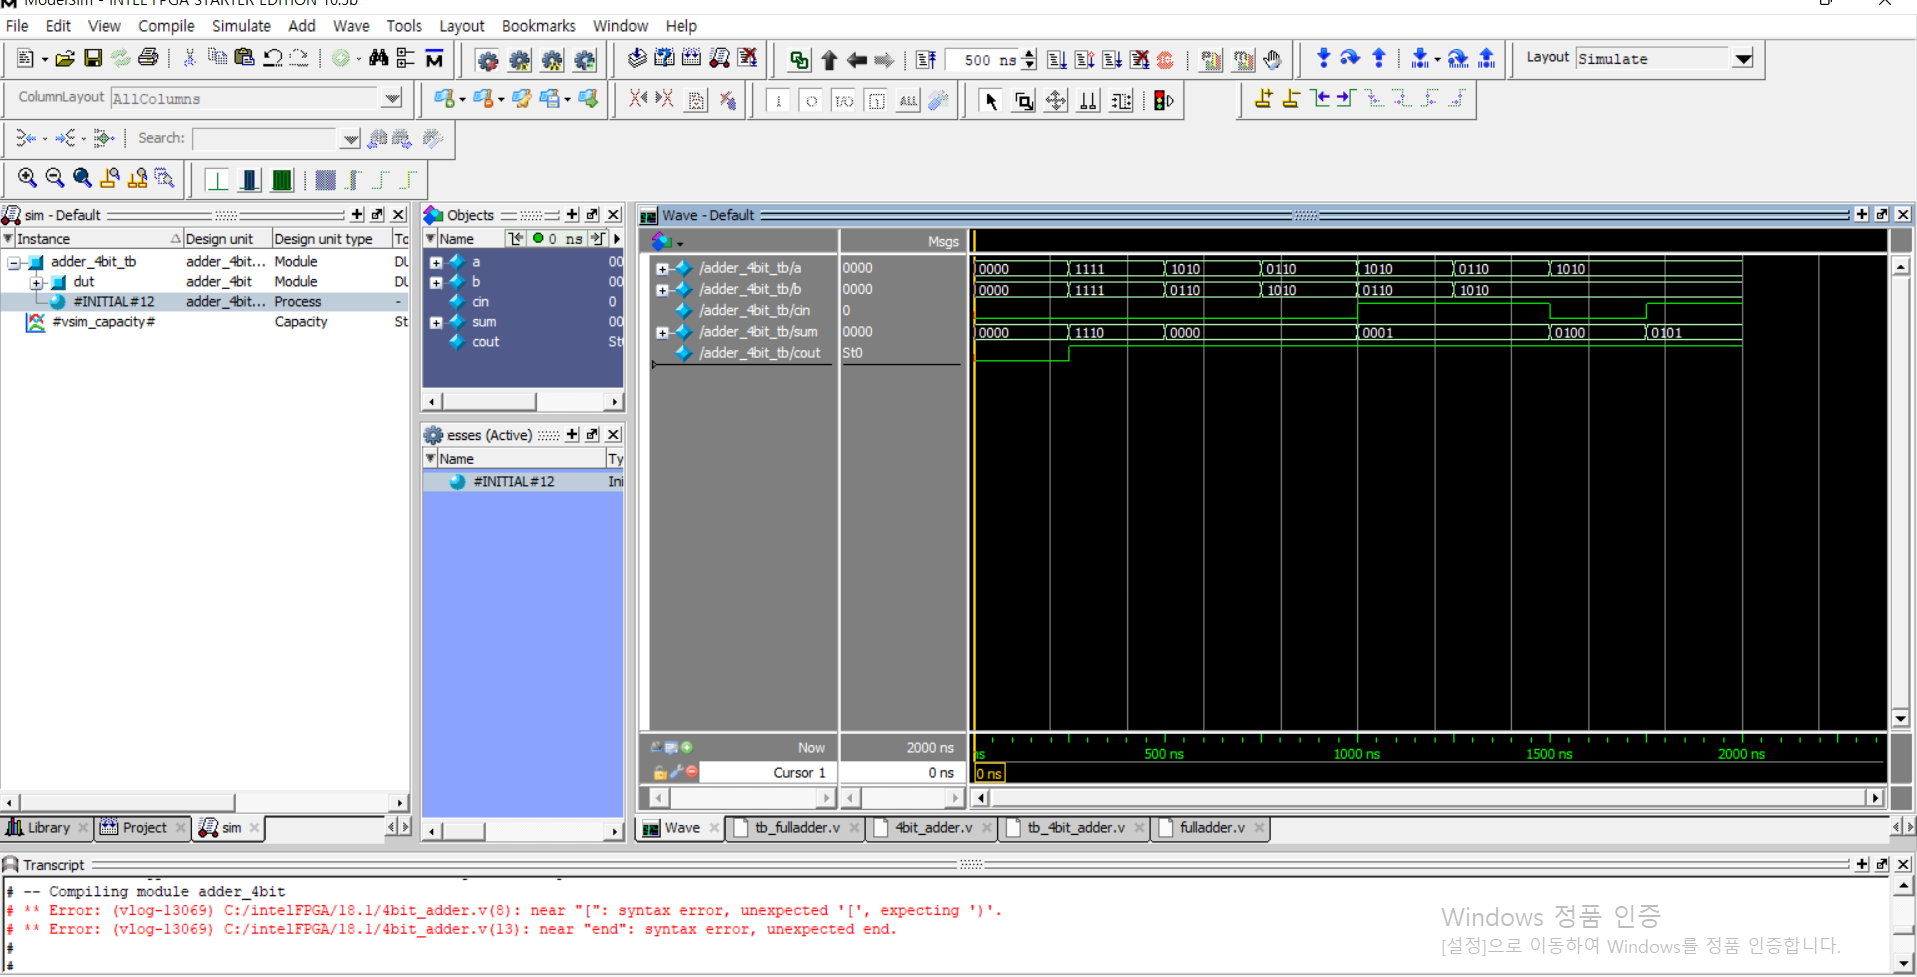 ModelSim - INTEL FPGA STARTER EDITION 10.5b
File Edit View Compile Simulate Add Wave Tools Layout Bookmarks Window Help
500 ns
Layout Simulate
ColumnLayout AllColumns
Search:
sim - Default
Instance Design unit Design unit type To
adder_4bit_tb adder_4bit... Module DU
dut adder_4bit Module DU
#INITIAL#12 adder_4bit... Process -
#vsim_capacity# Capacity St
Library Project sim
Objects
Name 0 ns
a 00
b 00
cin 0
sum 00
cout St
esses (Active)
Name Ty
#INITIAL#12 Ini
Wave - Default
Msgs
/adder_4bit_tb/a 0000 0000 1111 1010 0110 1010 0110 1010
/adder_4bit_tb/b 0000 0000 1111 0110 1010 0110 1010
/adder_4bit_tb/cin 0
/adder_4bit_tb/sum 0000 0000 1110 0000 0001 0100 0101
/adder_4bit_tb/cout St0
Now 2000 ns ns 500 ns 1000 ns 1500 ns 2000 ns
Cursor 1 0 ns 0 ns
Wave tb_fulladder.v 4bit_adder.v tb_4bit_adder.v fulladder.v
Transcript
# -- Compiling module adder_4bit
# ** Error: (vlog-13069) C:/intelFPGA/18.1/4bit_adder.v(8): near "[": syntax error, unexpected '[', expecting ')'.
# ** Error: (vlog-13069) C:/intelFPGA/18.1/4bit_adder.v(13): near "end": syntax error, unexpected end.
#
#
Windows 정품 인증
[설정]으로 이동하여 Windows를 정품 인증합니다.